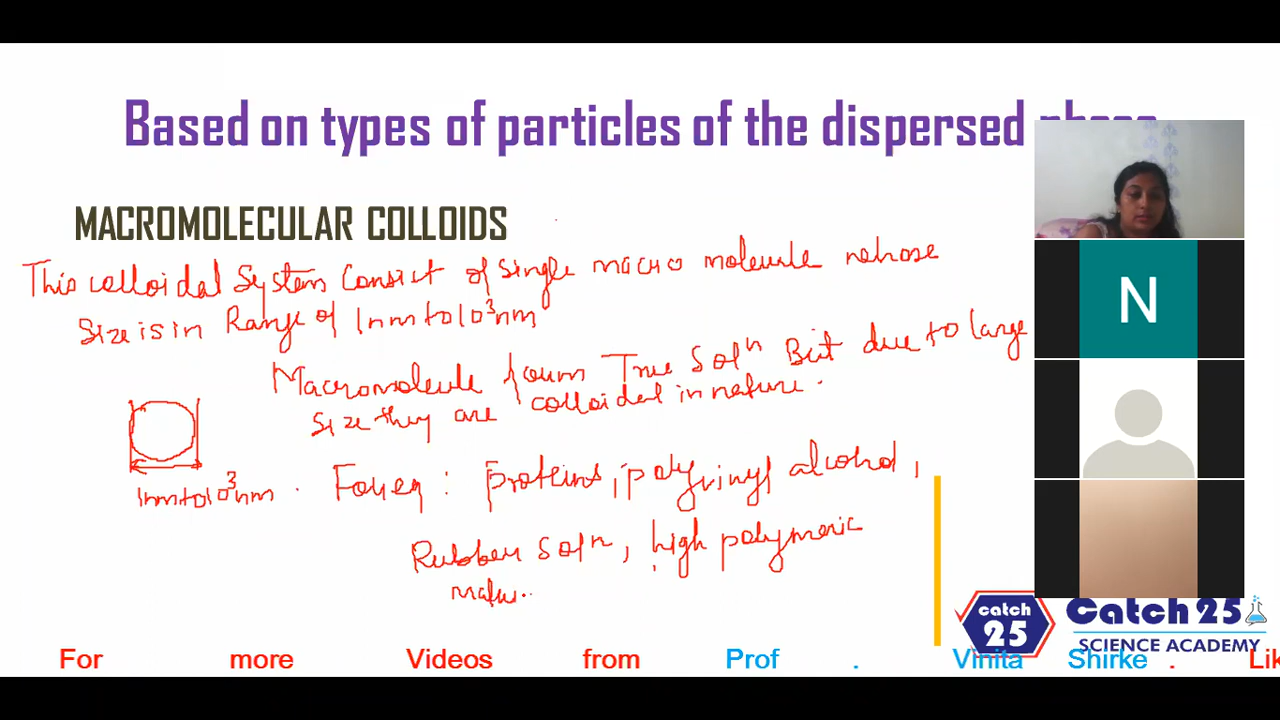 Based on types of particles of the dispersed phase
MACROMOLECULAR COLLOIDS
This colloidal System Consist of Single macro molecule whose
Size is in Range of 1nm to 10³nm
Macromolecule form True Solⁿ But due to large
Size they are colloidal in nature.
1nm to 10³nm.
For eg: proteins, polyvinyl alcohol,
Rubber Solⁿ, high polymeric
N
catch
25
Catch 25
SCIENCE ACADEMY
For more Videos from Prof . Vinita Shirke . Lik